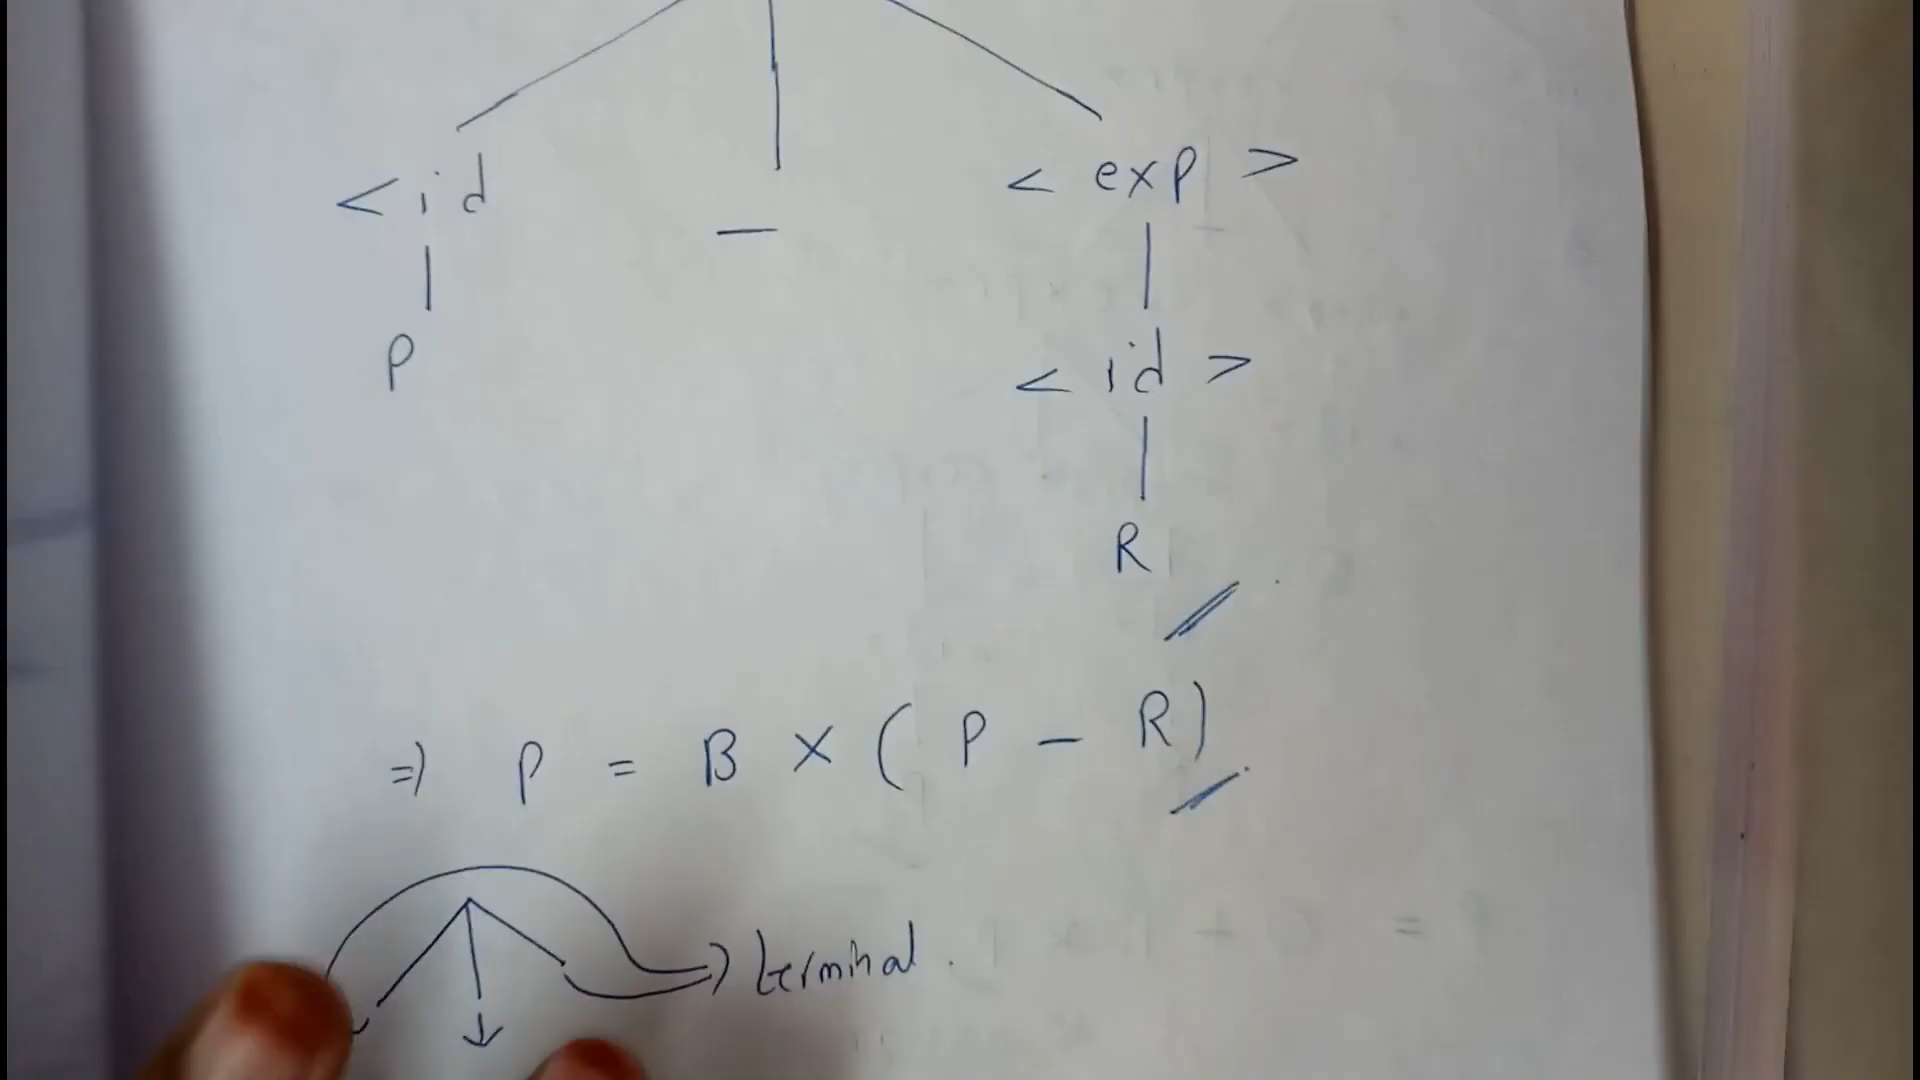 <id — <exp>
P <id>
R
=) P = B × ( P - R)
terminal.